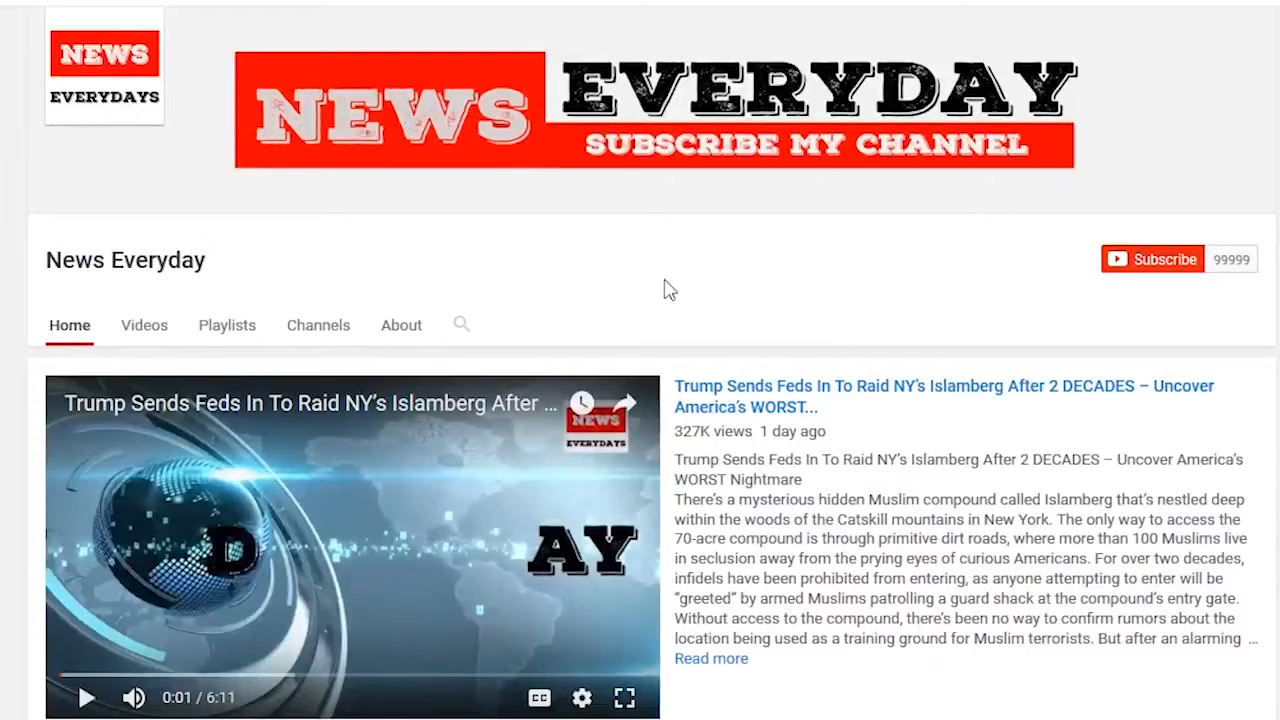 NEWS
EVERYDAYS
NEWS
EVERYDAY
SUBSCRIBE MY CHANNEL
News Everyday
Subscribe 99999
Home Videos Playlists Channels About
Trump Sends Feds In To Raid NY's Islamberg After ...
NEWS
EVERYDAYS
D AY
0:01 / 6:11
CC
Trump Sends Feds In To Raid NY's Islamberg After 2 DECADES – Uncover
America's WORST...
327K views 1 day ago
Trump Sends Feds In To Raid NY's Islamberg After 2 DECADES – Uncover America's
WORST Nightmare
There's a mysterious hidden Muslim compound called Islamberg that's nestled deep
within the woods of the Catskill mountains in New York. The only way to access the
70-acre compound is through primitive dirt roads, where more than 100 Muslims live
in seclusion away from the prying eyes of curious Americans. For over two decades,
infidels have been prohibited from entering, as anyone attempting to enter will be
“greeted” by armed Muslims patrolling a guard shack at the compound's entry gate.
Without access to the compound, there's been no way to confirm rumors about the
location being used as a training ground for Muslim terrorists. But after an alarming ...
Read more